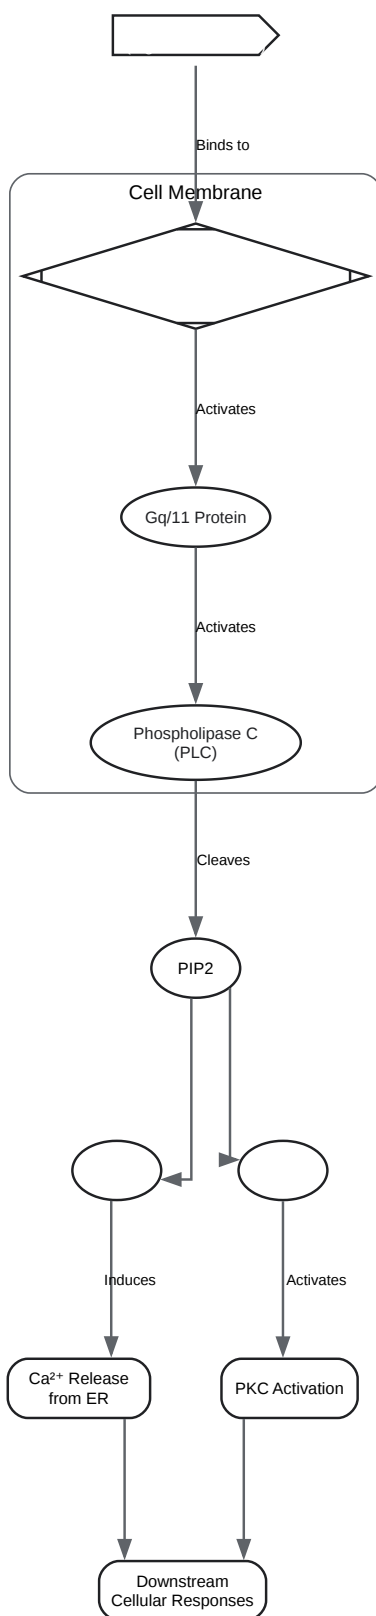 Binds to
Cell Membrane
Activates
Gq/11 Protein
Activates
Phospholipase C
(PLC)
Cleaves
PIP2
Induces
Activates
Ca²⁺ Release
from ER
PKC Activation
Downstream
Cellular Responses